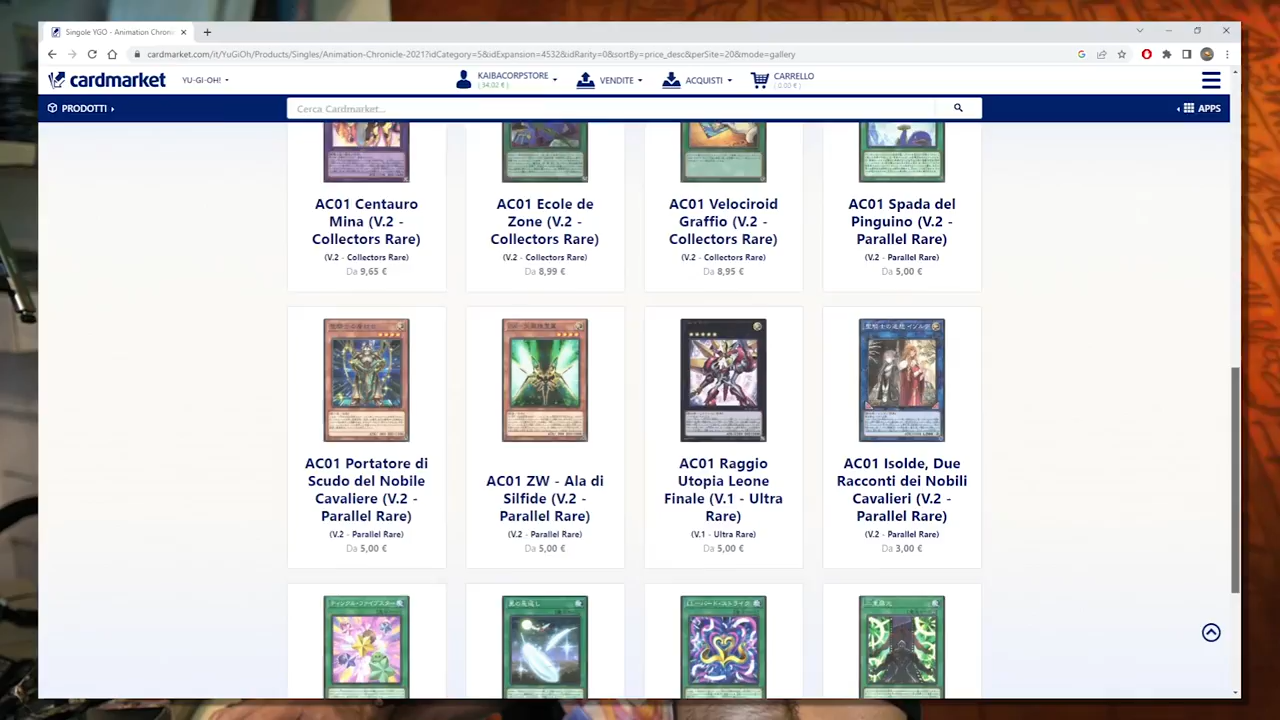 Singole YGO - Animation Chronic
cardmarket.com/it/YuGiOh/Products/Singles/Animation-Chronicle-2021?idCategory=5&idExpansion=4532&idRarity=0&sortBy=price_desc&perSite=20&mode=gallery
cardmarket
YU-GI-OH!
KAIBACORPSTORE
( 34,02 € )
VENDITE
ACQUISTI
CARRELLO
( 0,00 € )
PRODOTTI
Cerca Cardmarket...
APPS
AC01 Centauro
Mina (V.2 -
Collectors Rare)
(V.2 - Collectors Rare)
Da 9,65 €
AC01 Ecole de
Zone (V.2 -
Collectors Rare)
(V.2 - Collectors Rare)
Da 8,99 €
AC01 Velociroid
Graffio (V.2 -
Collectors Rare)
(V.2 - Collectors Rare)
Da 8,95 €
AC01 Spada del
Pinguino (V.2 -
Parallel Rare)
(V.2 - Parallel Rare)
Da 5,00 €
AC01 Portatore di
Scudo del Nobile
Cavaliere (V.2 -
Parallel Rare)
(V.2 - Parallel Rare)
Da 5,00 €
AC01 ZW - Ala di
Silfide (V.2 -
Parallel Rare)
(V.2 - Parallel Rare)
Da 5,00 €
AC01 Raggio
Utopia Leone
Finale (V.1 - Ultra
Rare)
(V.1 - Ultra Rare)
Da 5,00 €
AC01 Isolde, Due
Racconti dei Nobili
Cavalieri (V.2 -
Parallel Rare)
(V.2 - Parallel Rare)
Da 3,00 €